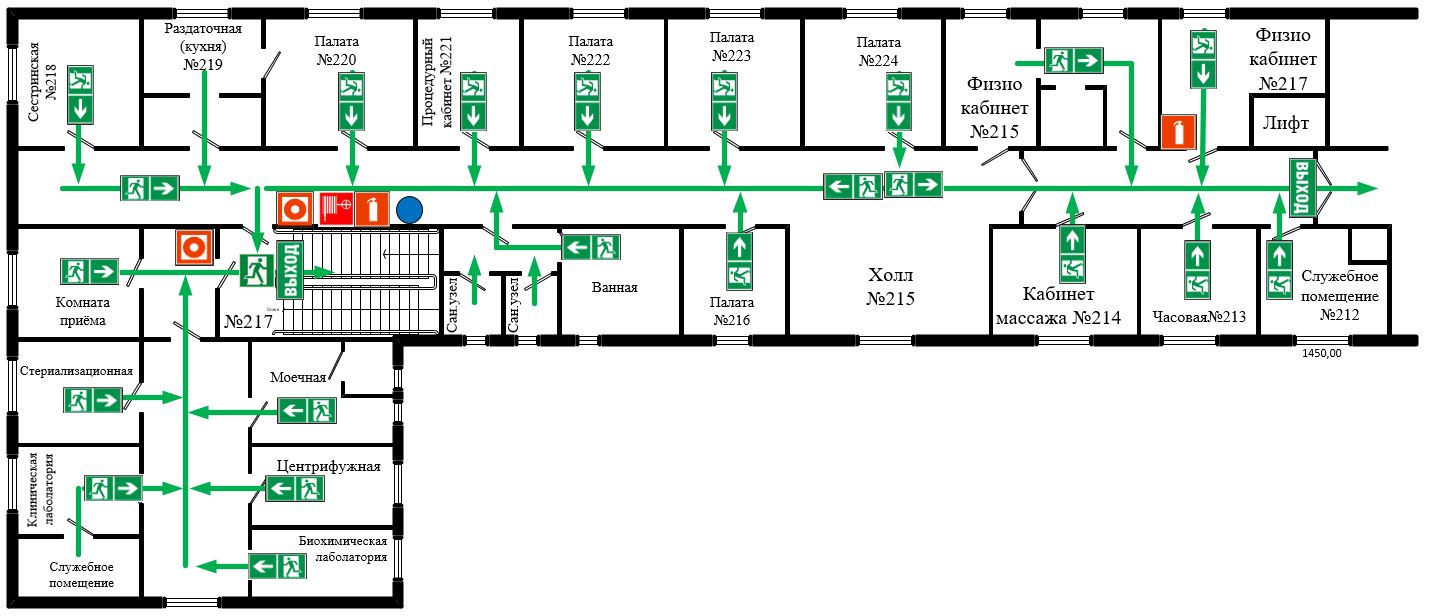 Сестринская
№218
Раздаточная
(кухня)
№219
Палата
№220
Процедурный
кабинет №221
Палата
№222
Палата
№223
Палата
№224
Физио
кабинет
№215
Физио
кабинет
№217
Лифт
ВЫХОД
ВЫХОД
Комната
приёма
№217
Сан.узел
Сан.узел
Ванная
Палата
№216
Холл
№215
Кабинет
массажа №214
Часовая№213
Служебное
помещение
№212
1450,00
Стериализационная
Моечная
Клиническая
лаболатория
Центрифужная
Служебное
помещение
Биохимическая
лаболатория